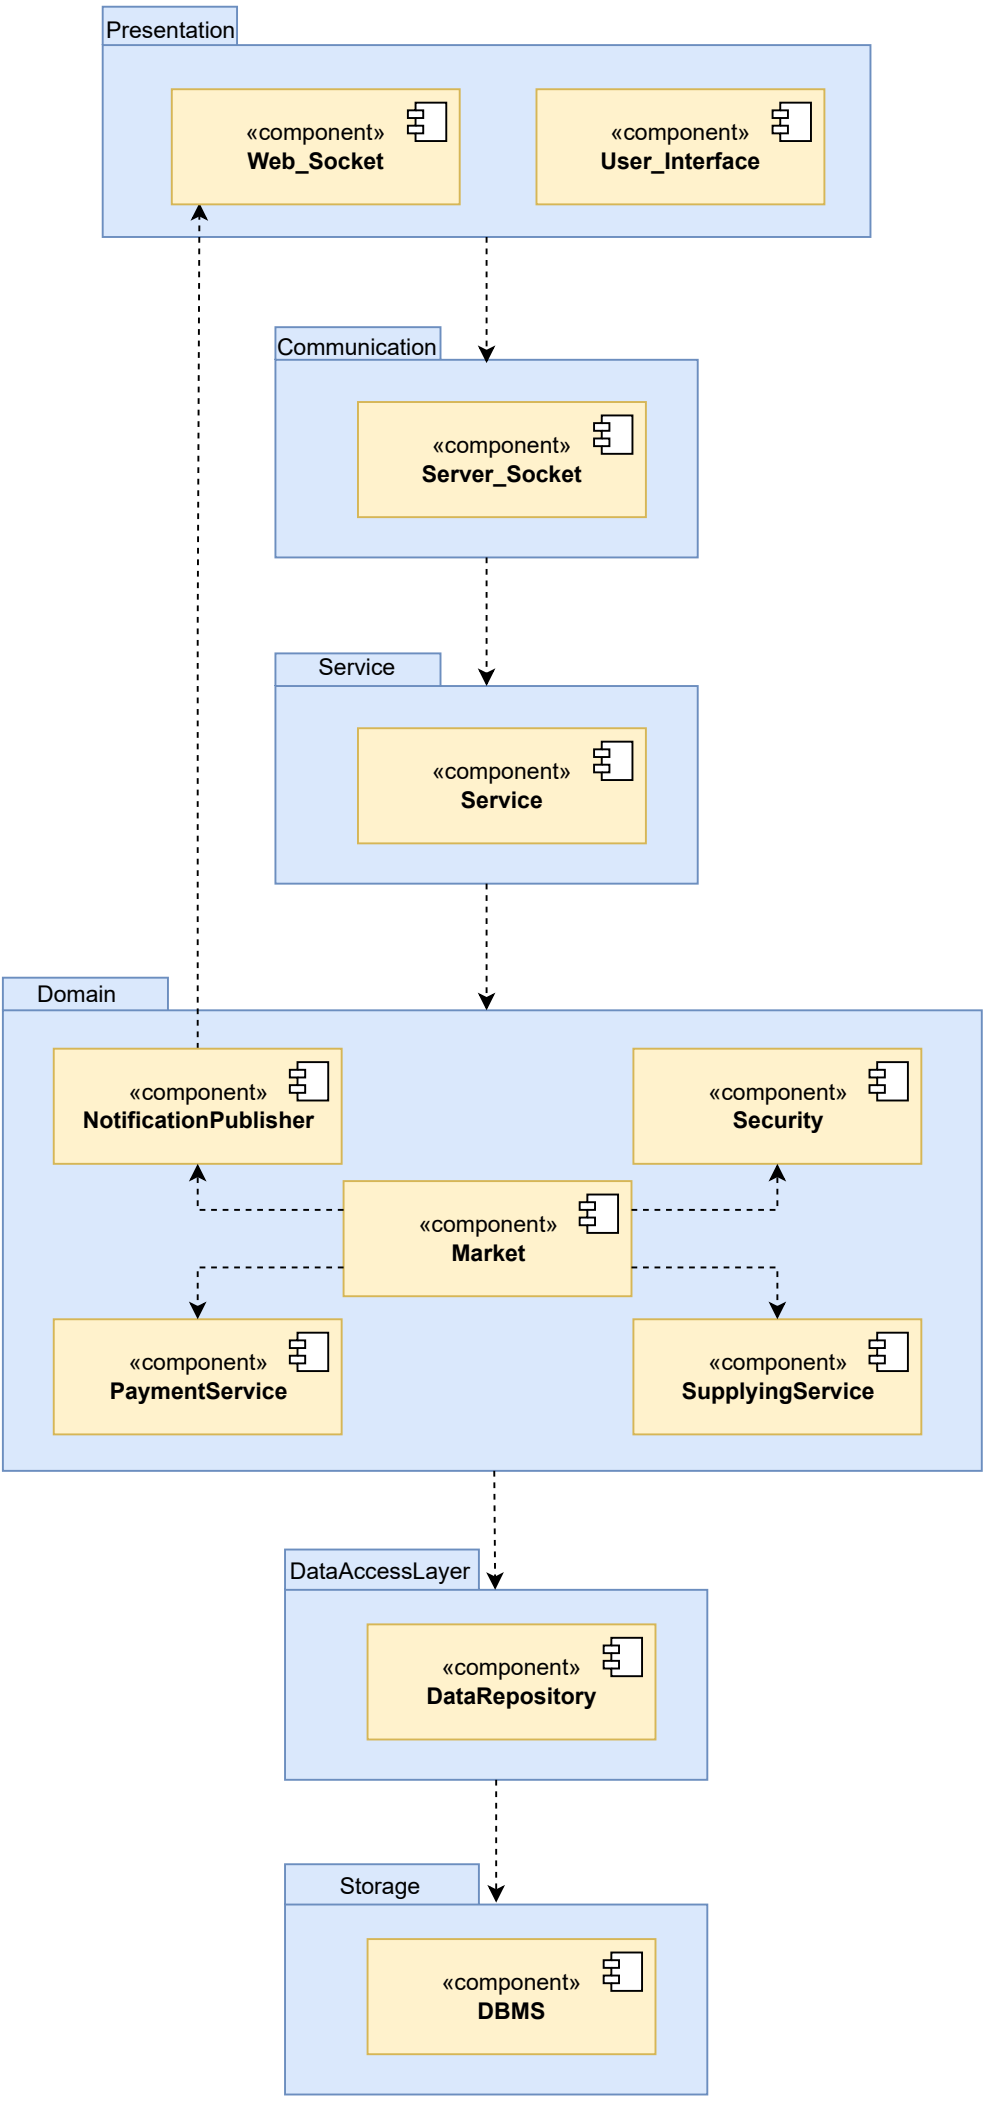 Presentation
«component»
Web_Socket
«component»
User_Interface
Communication
«component»
Server_Socket
Service
«component»
Service
Domain
«component»
NotificationPublisher
«component»
Security
«component»
Market
«component»
PaymentService
«component»
SupplyingService
DataAccessLayer
«component»
DataRepository
Storage
«component»
DBMS